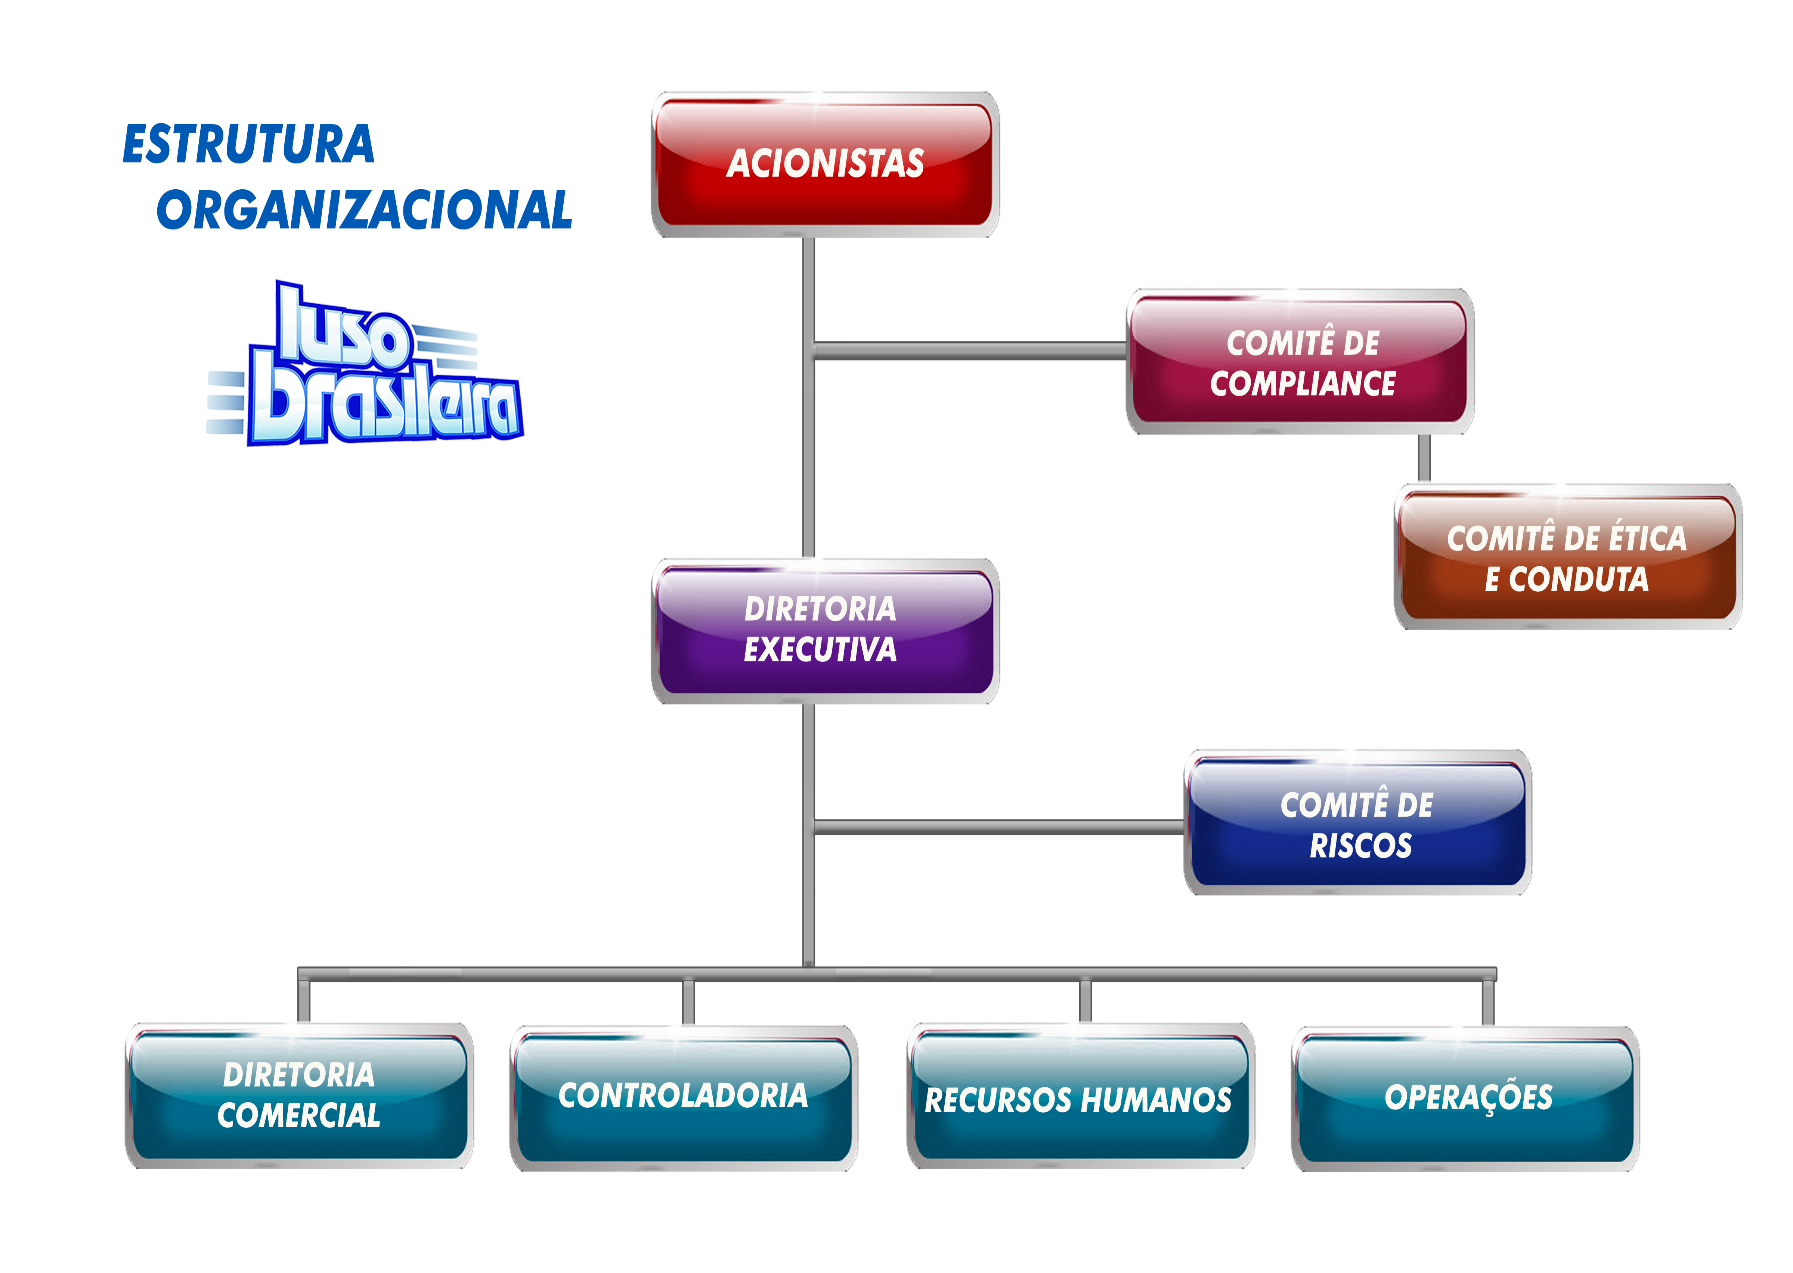 ESTRUTURA
ORGANIZACIONAL
luso
brasileira
ACIONISTAS
COMITÊ DE
COMPLIANCE
COMITÊ DE ÉTICA
E CONDUTA
DIRETORIA
EXECUTIVA
COMITÊ DE
RISCOS
DIRETORIA
COMERCIAL
CONTROLADORIA
RECURSOS HUMANOS
OPERAÇÕES